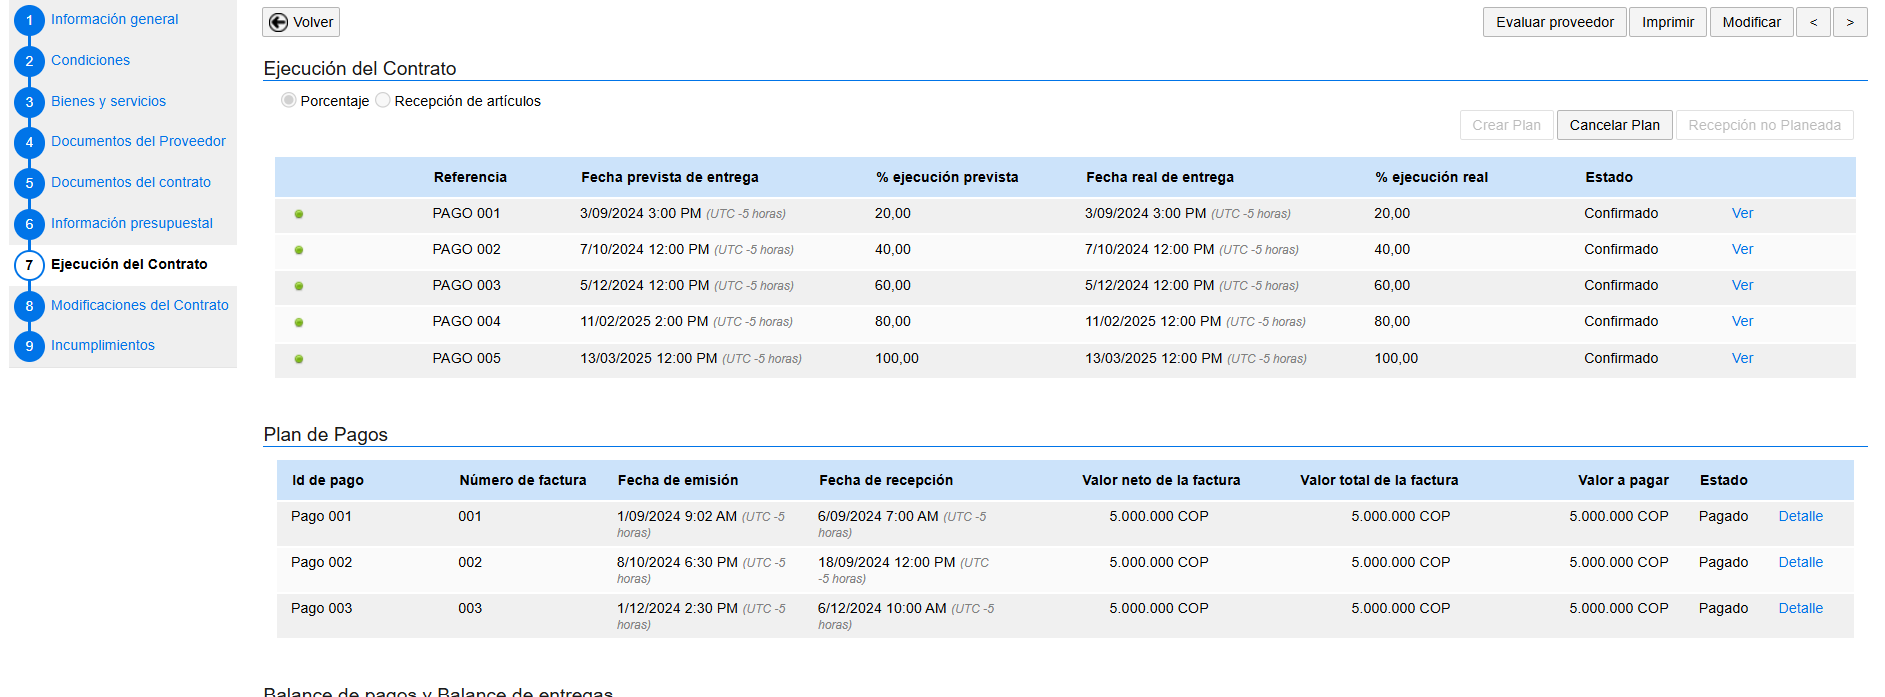 1 Información general
2 Condiciones
3 Bienes y servicios
4 Documentos del Proveedor
5 Documentos del contrato
6 Información presupuestal
7 Ejecución del Contrato
8 Modificaciones del Contrato
9 Incumplimientos
Volver
Evaluar proveedor Imprimir Modificar < >
Ejecución del Contrato
Porcentaje Recepción de artículos
Crear Plan Cancelar Plan Recepción no Planeada
Referencia Fecha prevista de entrega % ejecución prevista Fecha real de entrega % ejecución real Estado
PAGO 001 3/09/2024 3:00 PM (UTC -5 horas) 20,00 3/09/2024 3:00 PM (UTC -5 horas) 20,00 Confirmado Ver
PAGO 002 7/10/2024 12:00 PM (UTC -5 horas) 40,00 7/10/2024 12:00 PM (UTC -5 horas) 40,00 Confirmado Ver
PAGO 003 5/12/2024 12:00 PM (UTC -5 horas) 60,00 5/12/2024 12:00 PM (UTC -5 horas) 60,00 Confirmado Ver
PAGO 004 11/02/2025 2:00 PM (UTC -5 horas) 80,00 11/02/2025 12:00 PM (UTC -5 horas) 80,00 Confirmado Ver
PAGO 005 13/03/2025 12:00 PM (UTC -5 horas) 100,00 13/03/2025 12:00 PM (UTC -5 horas) 100,00 Confirmado Ver
Plan de Pagos
Id de pago Número de factura Fecha de emisión Fecha de recepción Valor neto de la factura Valor total de la factura Valor a pagar Estado
Pago 001 001 1/09/2024 9:02 AM (UTC -5 6/09/2024 7:00 AM (UTC -5 5.000.000 COP 5.000.000 COP 5.000.000 COP Pagado Detalle
horas) horas)
Pago 002 002 8/10/2024 6:30 PM (UTC -5 18/09/2024 12:00 PM (UTC 5.000.000 COP 5.000.000 COP 5.000.000 COP Pagado Detalle
horas) -5 horas)
Pago 003 003 1/12/2024 2:30 PM (UTC -5 6/12/2024 10:00 AM (UTC -5 5.000.000 COP 5.000.000 COP 5.000.000 COP Pagado Detalle
horas) horas)
Balance de pagos y Balance de entregas